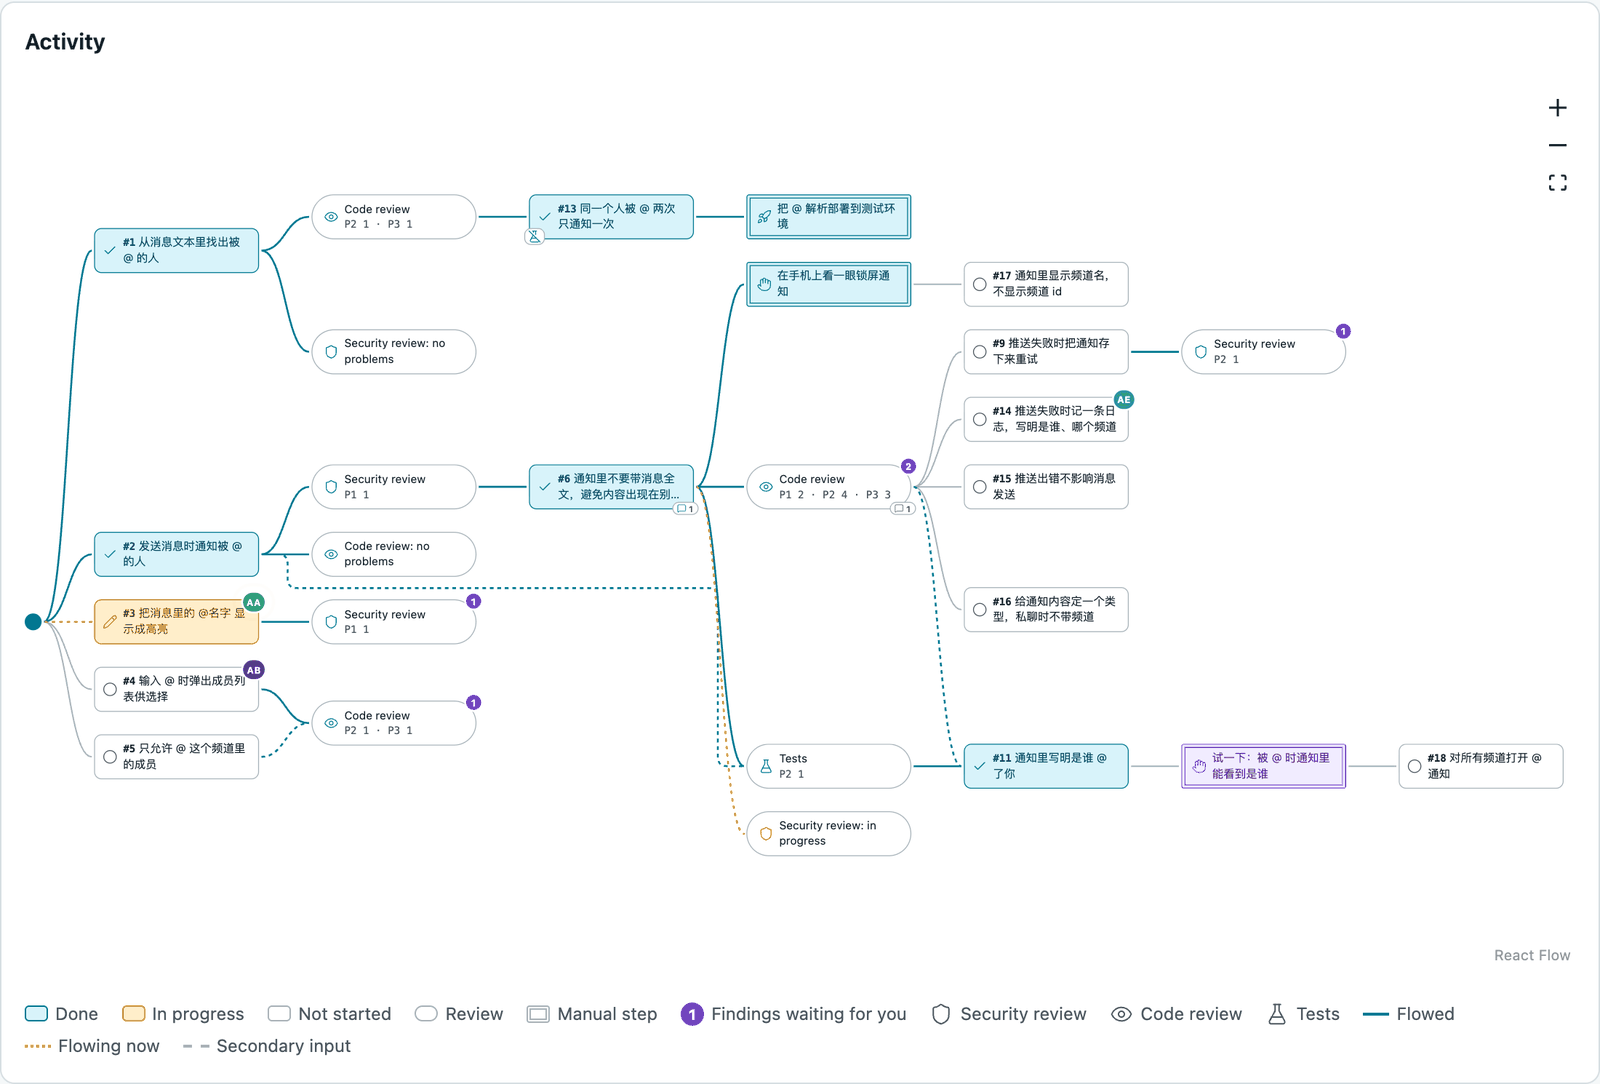 Activity
Code review
P2 1 · P3 1
#13 同一个人被 @ 两次
只通知一次
把 @ 解析部署到测试环
境
#1 从消息文本里找出被
@ 的人
在手机上看一眼锁屏通
知
#17 通知里显示频道名，
不显示频道 id
Security review: no
problems
#9 推送失败时把通知存
下来重试
Security review
P2 1
1
#14 推送失败时记一条日
志，写明是谁、哪个频道
AE
Security review
P1 1
#6 通知里不要带消息全
文，避免内容出现在别...
1
Code review
P1 2 · P2 4 · P3 3
2
1
#15 推送出错不影响消息
发送
#2 发送消息时通知被 @
的人
Code review: no
problems
#3 把消息里的 @名字 显
示成高亮
AA
Security review
P1 1
1
#16 给通知内容定一个类
型，私聊时不带频道
#4 输入 @ 时弹出成员列
表供选择
AB
Code review
P2 1 · P3 1
1
#5 只允许 @ 这个频道里
的成员
Tests
P2 1
#11 通知里写明是谁 @
了你
试一下：被 @ 时通知里
能看到是谁
#18 对所有频道打开 @
通知
Security review: in
progress
React Flow
Done
In progress
Not started
Review
Manual step
1
Findings waiting for you
Security review
Code review
Tests
Flowed
Flowing now
Secondary input